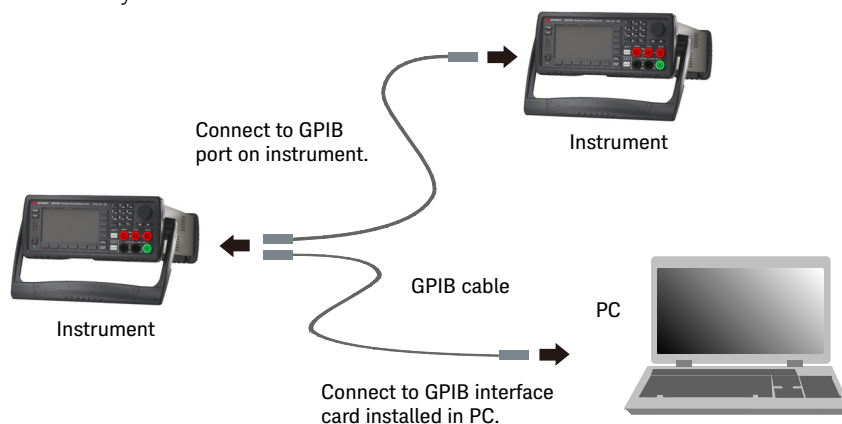 Connect to GPIB
port on instrument.
Instrument
Instrument
GPIB cable
PC
Connect to GPIB interface
card installed in PC.